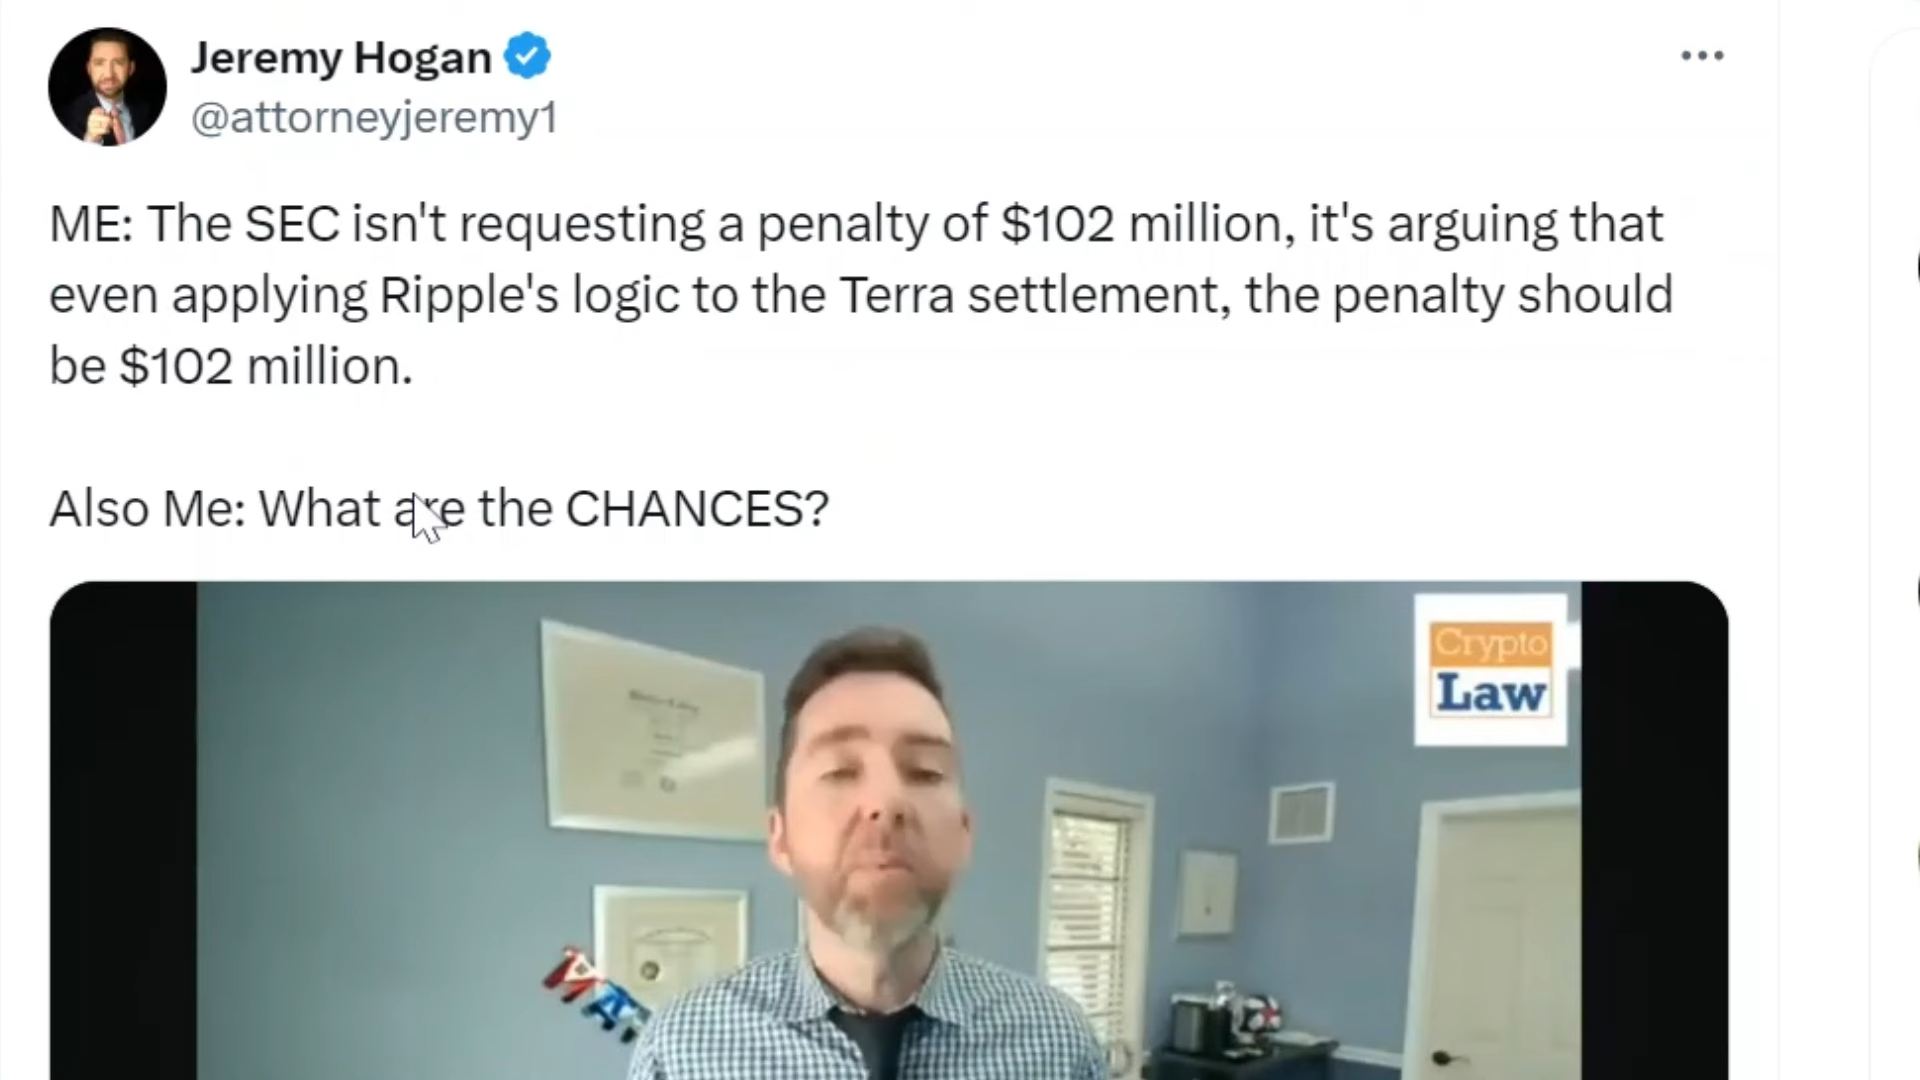 Jeremy Hogan
@attorneyjeremy1
ME: The SEC isn't requesting a penalty of $102 million, it's arguing that
even applying Ripple's logic to the Terra settlement, the penalty should
be $102 million.
Also Me: What are the CHANCES?
Crypto
Law